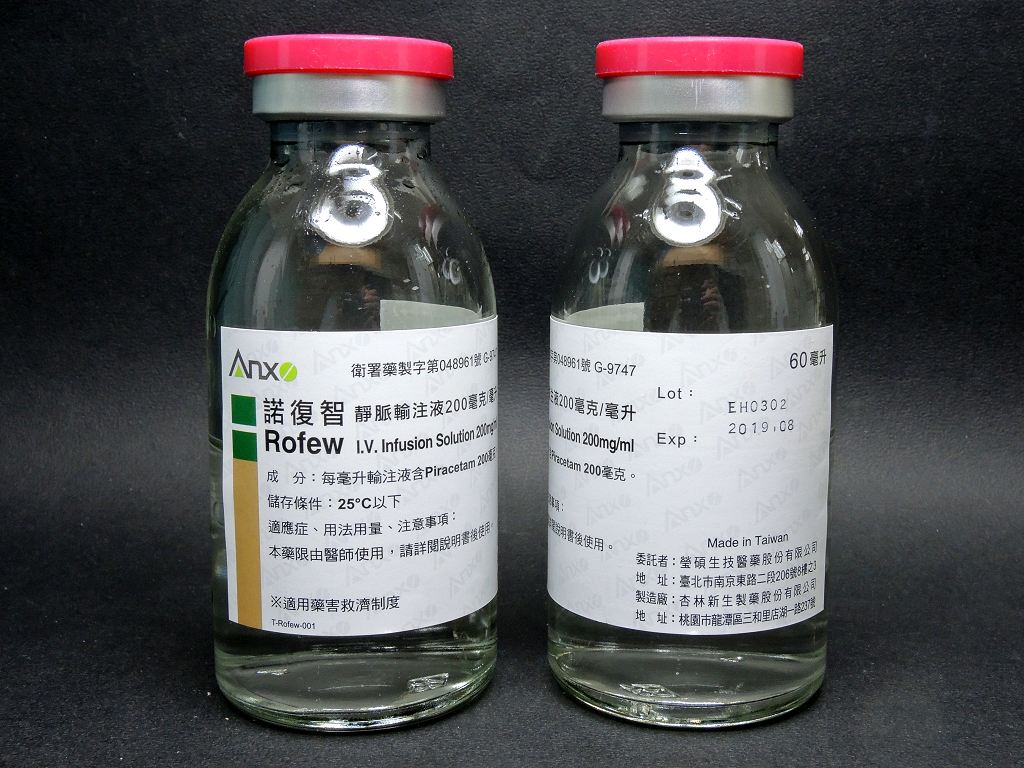 Anxo
衛署藥製字第048961號 G-97
諾復智 靜脈輸注液200毫克/毫升
Rofew I.V. Infusion Solution 200mg/m
成 分：每毫升輸注液含Piracetam 200毫克
儲存條件：25°C以下
適應症、用法用量、注意事項：
本藥限由醫師使用，請詳閱說明書後使用。
※適用藥害救濟制度
T-Rofew-001
048961號 G-9747
60毫升
注液200毫克/毫升
Solution 200mg/ml
Piracetam 200毫克。
事項：
說明書後使用。
Lot：
EH0302
Exp：
2019,08
Made in Taiwan
委託者：瑩碩生技醫藥股份有限公司
地 址：臺北市南京東路二段206號8樓之3
製造廠：杏林新生製藥股份有限公司
地 址：桃園市龍潭區三和里店湖一路237號